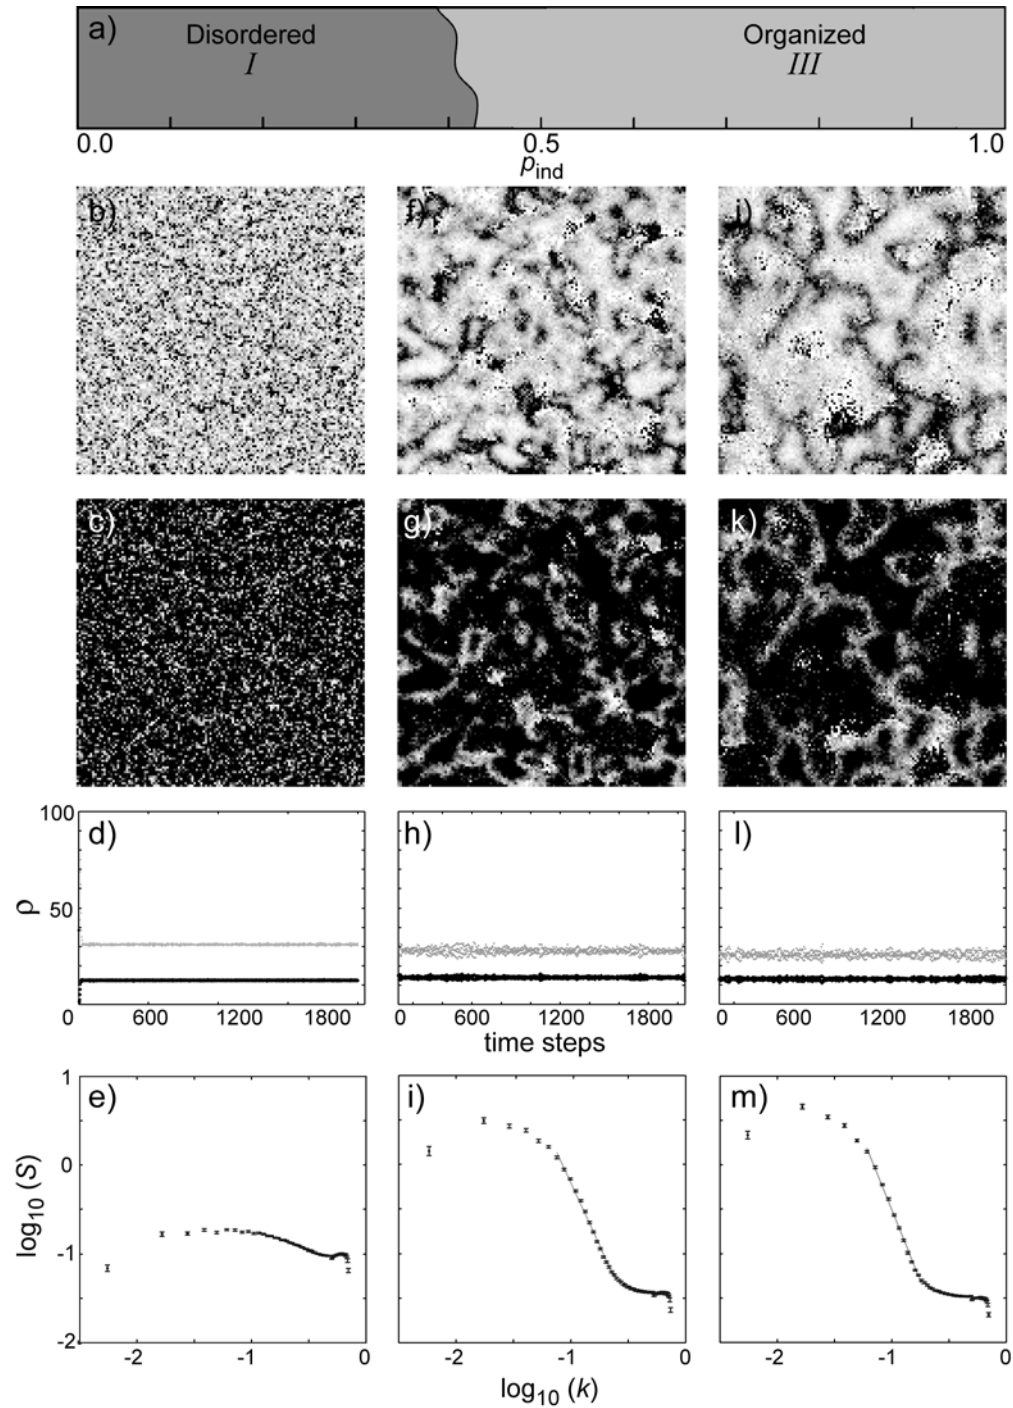 a)
Disordered
I
Organized
III
0.0 0.5 1.0
p_ind
b) f) j)
c) g) k)
100
50
ρ
d) h) l)
0 600 1200 1800 0 600 1200 1800 0 600 1200 1800
time steps
1
0
-1
-2
log₁₀ (S)
e) i) m)
-2 -1 0 -2 -1 0 -2 -1 0
log₁₀ (k)